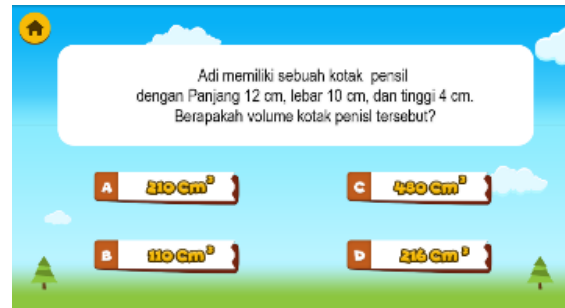 Adi memiliki sebuah kotak pensil
dengan Panjang 12 cm, lebar 10 cm, dan tinggi 4 cm.
Berapakah volume kotak penisl tersebut?
A 210 Cm³
C 480 Cm³
B 110 Cm³
D 216 Cm³